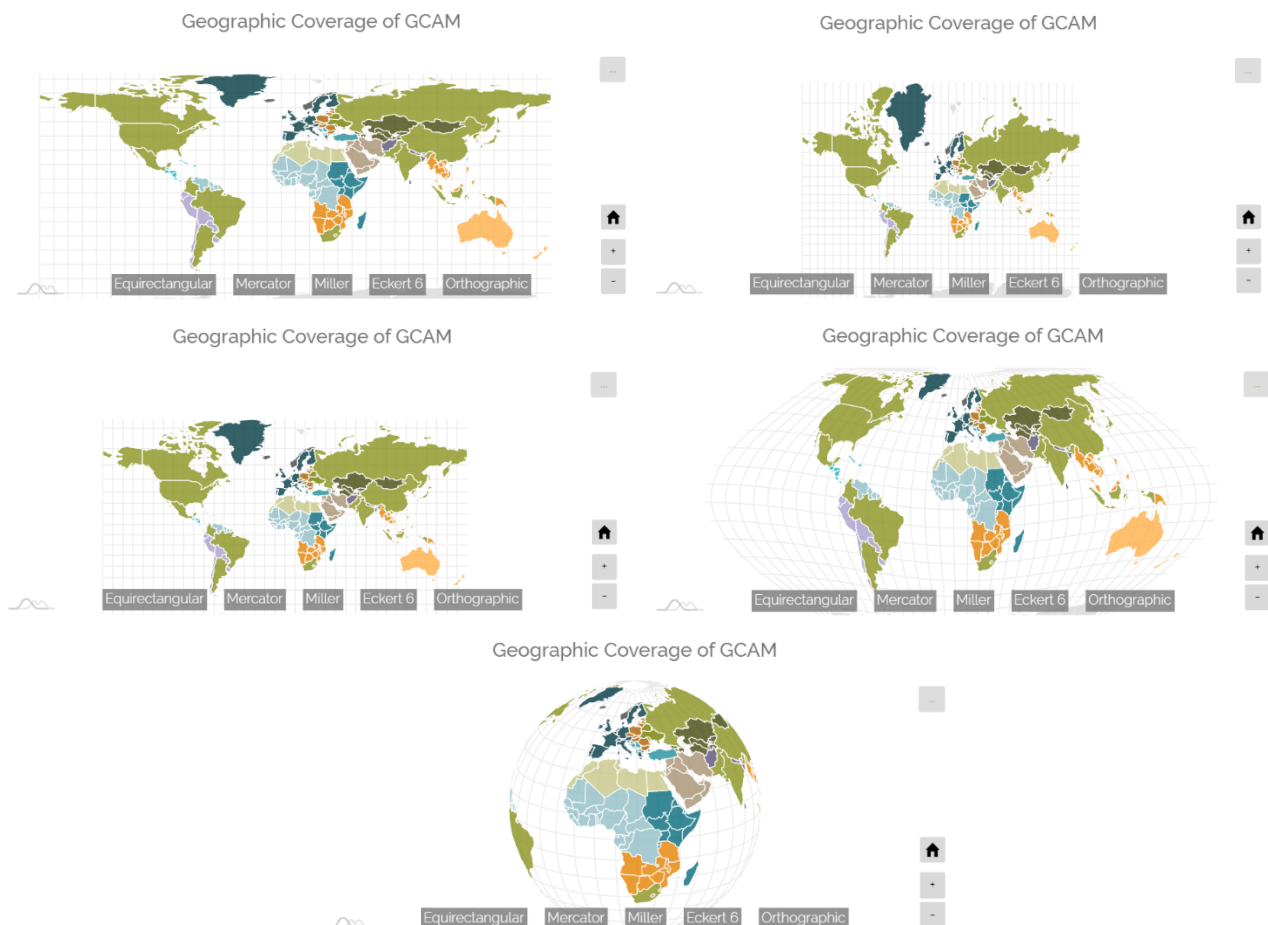 Geographic Coverage of GCAM
Geographic Coverage of GCAM
...
...
+
+
-
-
Equirectangular Mercator Miller Eckert 6 Orthographic
Equirectangular Mercator Miller Eckert 6 Orthographic
Geographic Coverage of GCAM
Geographic Coverage of GCAM
...
...
+
+
-
-
Equirectangular Mercator Miller Eckert 6 Orthographic
Equirectangular Mercator Miller Eckert 6 Orthographic
Geographic Coverage of GCAM
...
+
-
Equirectangular Mercator Miller Eckert 6 Orthographic